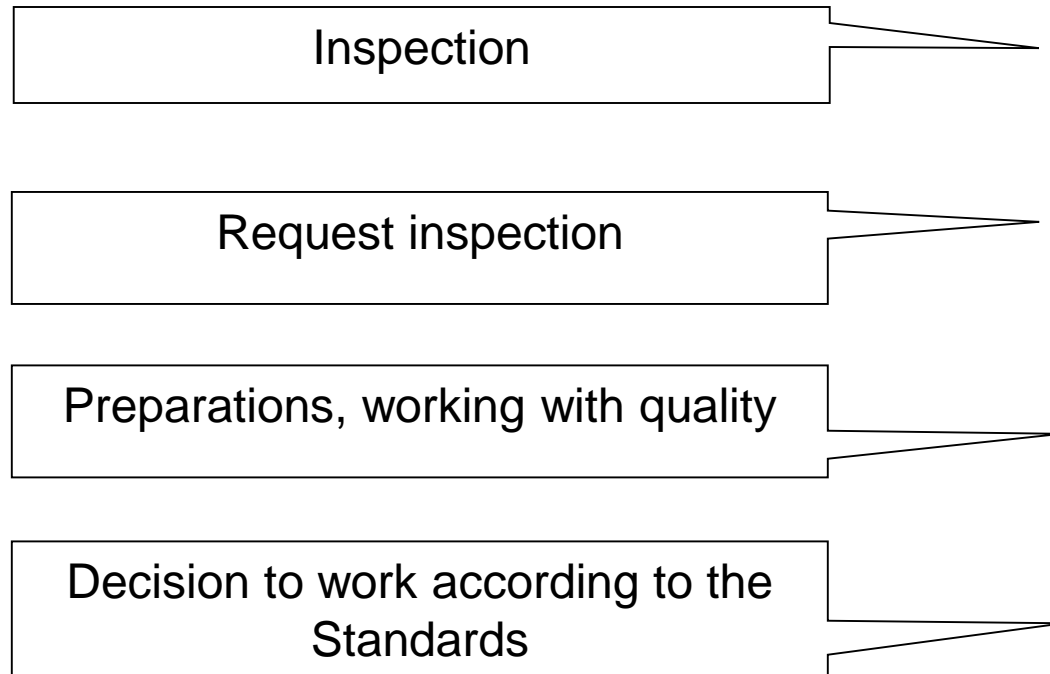 Inspection
Request inspection
Preparations, working with quality
Decision to work according to the
Standards